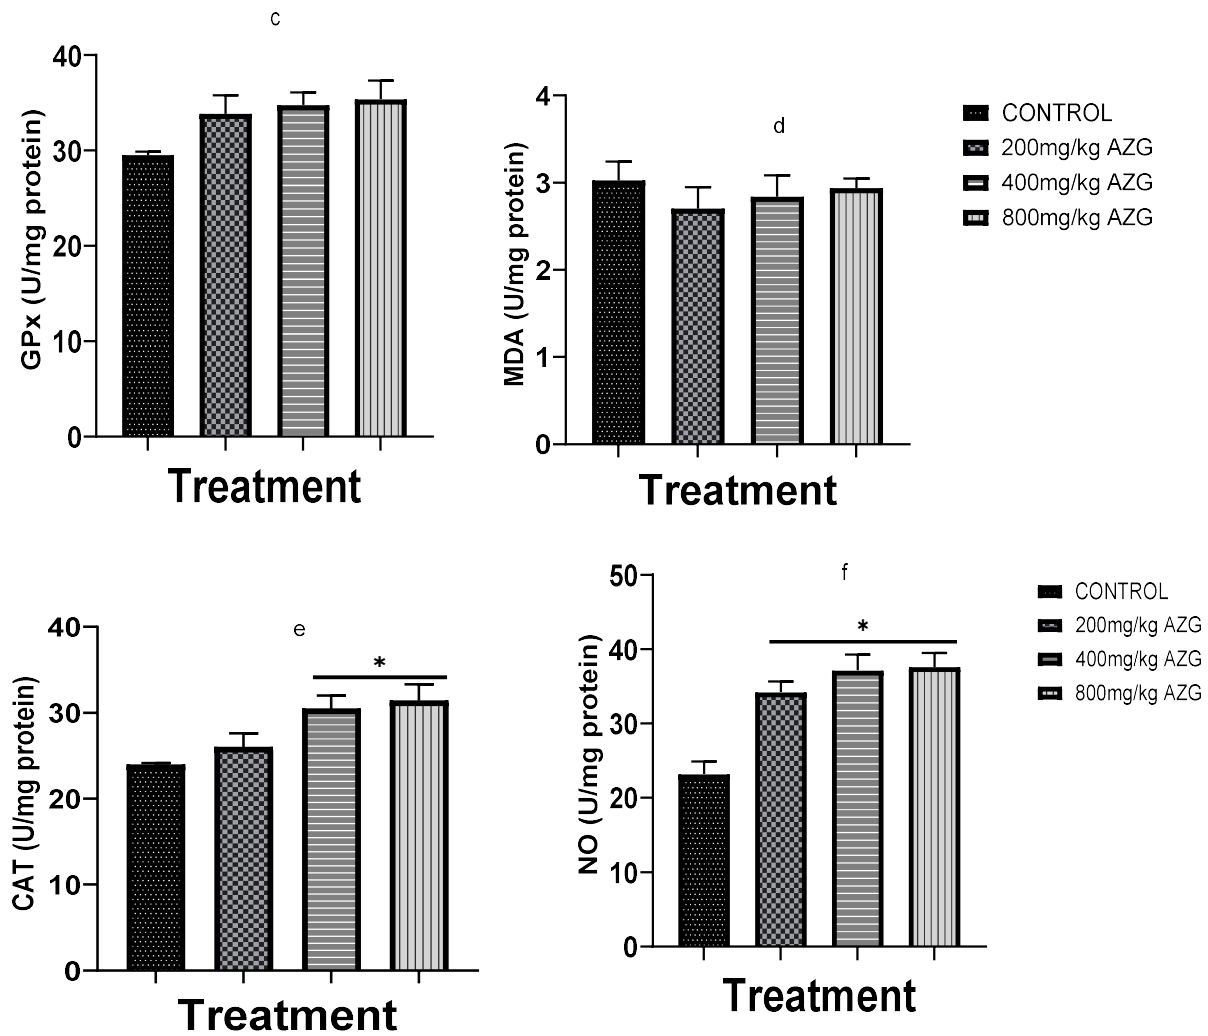 c
40
30
20
10
0
GPx (U/mg protein)
Treatment
d
4
3
2
1
0
MDA (U/mg protein)
Treatment
CONTROL
200mg/kg AZG
400mg/kg AZG
800mg/kg AZG
e
*
40
30
20
10
0
CAT (U/mg protein)
Treatment
f
*
50
40
30
20
10
0
NO (U/mg protein)
Treatment
CONTROL
200mg/kg AZG
400mg/kg AZG
800mg/kg AZG